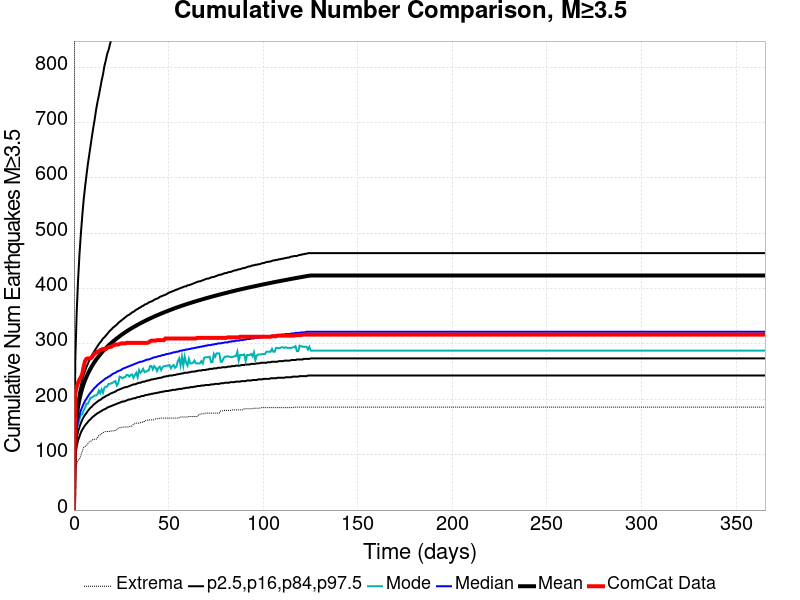 Cumulative Number Comparison, M≥3.5
Cumulative Num Earthquakes M≥3.5
800
700
600
500
400
300
200
100
0
0 50 100 150 200 250 300 350
Time (days)
Extrema p2.5,p16,p84,p97.5 Mode Median Mean ComCat Data